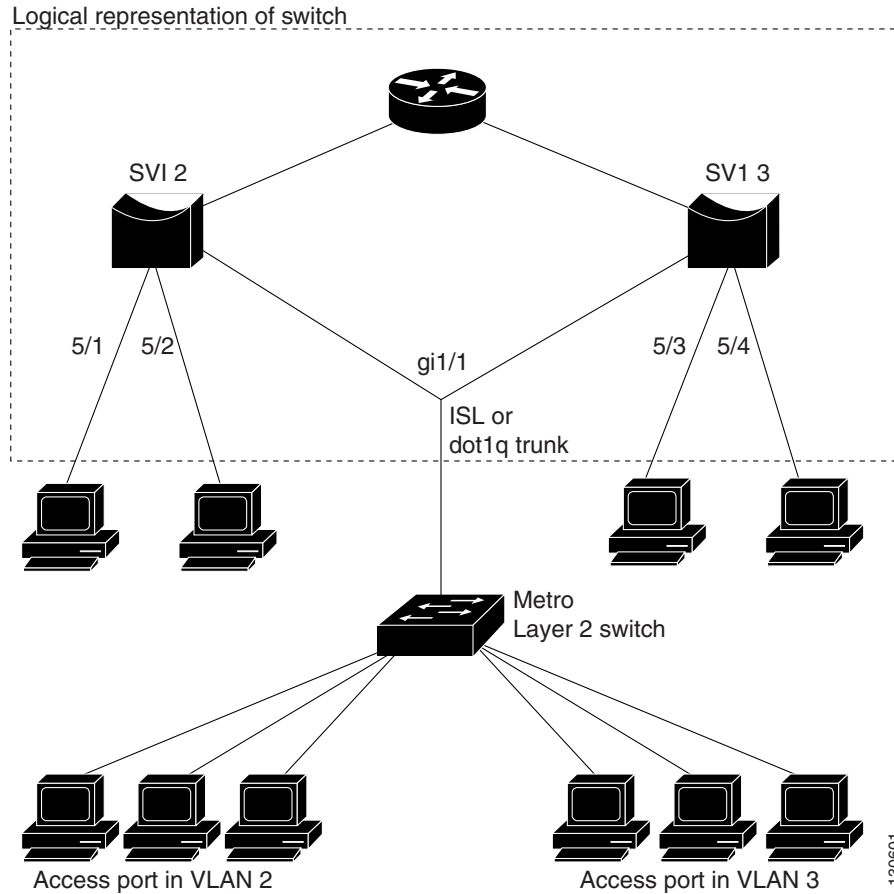 Logical representation of switch
SVI 2
SV1 3
5/1
5/2
gi1/1
5/3
5/4
ISL or
dot1q trunk
Metro
Layer 2 switch
Access port in VLAN 2
Access port in VLAN 3